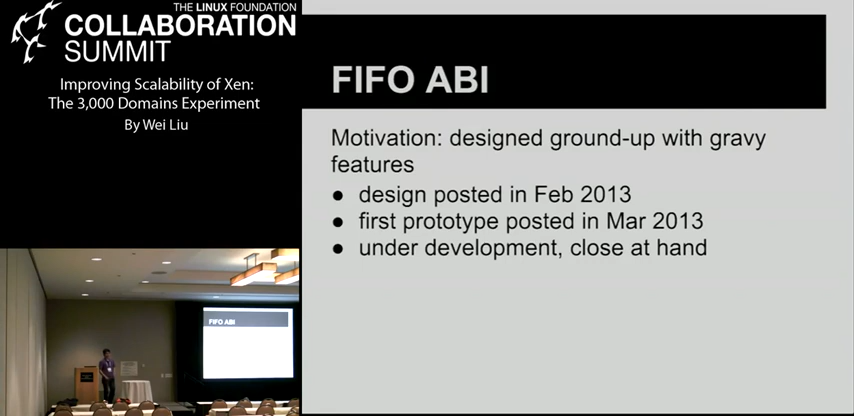 THE LINUX FOUNDATION
COLLABORATION
SUMMIT
Improving Scalability of Xen:
The 3,000 Domains Experiment
By Wei Liu
FIFO ABI
Motivation: designed ground-up with gravy
features
● design posted in Feb 2013
● first prototype posted in Mar 2013
● under development, close at hand
FIFO ABI